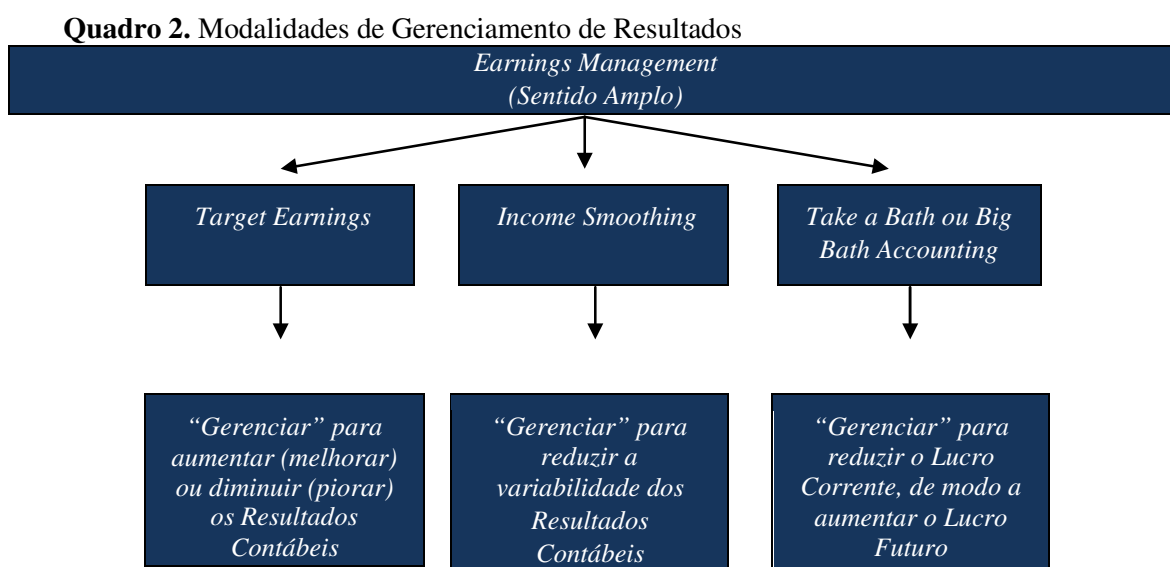 Quadro 2. Modalidades de Gerenciamento de Resultados
Earnings Management
(Sentido Amplo)
Target Earnings
Income Smoothing
Take a Bath ou Big
Bath Accounting
“Gerenciar” para
aumentar (melhorar)
ou diminuir (piorar)
os Resultados
Contábeis
“Gerenciar” para
reduzir a
variabilidade dos
Resultados
Contábeis
“Gerenciar” para
reduzir o Lucro
Corrente, de modo a
aumentar o Lucro
Futuro